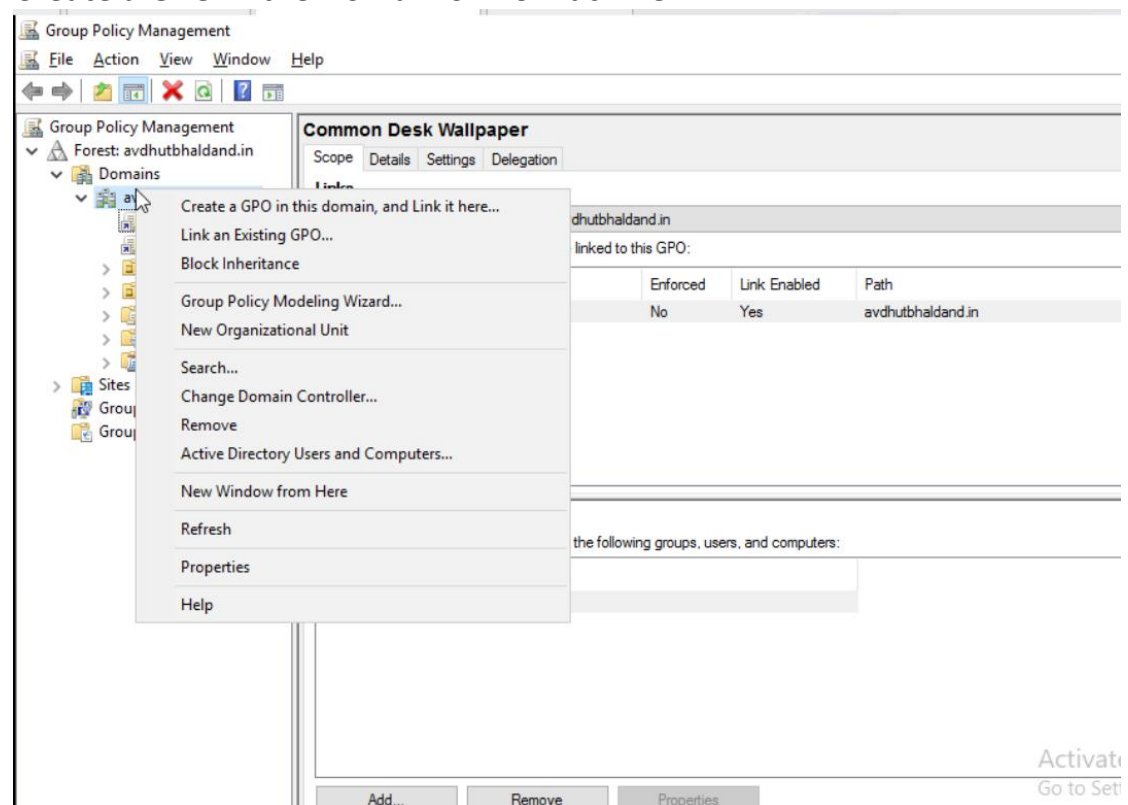 Group Policy Management
File Action View Window Help
Group Policy Management
Forest: avdhutbhaldand.in
Domains
Sites
Common Desk Wallpaper
Scope Details Settings Delegation
Links
dhutbhaldand.in
linked to this GPO:
Enforced Link Enabled Path
No Yes avdhutbhaldand.in
Create a GPO in this domain, and Link it here...
Link an Existing GPO...
Block Inheritance
Group Policy Modeling Wizard...
New Organizational Unit
Search...
Change Domain Controller...
Remove
Active Directory Users and Computers...
New Window from Here
Refresh
Properties
Help
the following groups, users, and computers:
Add... Remove Properties
Activate
Go to Sett